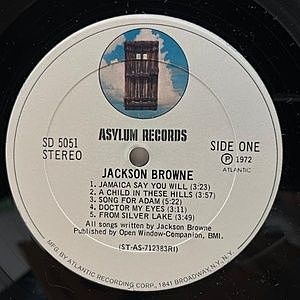 ASYLUM RECORDS
SD 5051
STEREO
SIDE ONE
Ⓟ 1972
ATLANTIC
JACKSON BROWNE
1. JAMAICA SAY YOU WILL (3:23)
2. A CHILD IN THESE HILLS (3:57)
3. SONG FOR ADAM (5:22)
4. DOCTOR MY EYES (3:11)
5. FROM SILVER LAKE (3:49)
All songs written by Jackson Browne
Published by Open Window-Companion, BMI.
(ST-AS-712383RI)
MFG. BY ATLANTIC RECORDING CORP., 1841 BROADWAY, N.Y., N.Y.